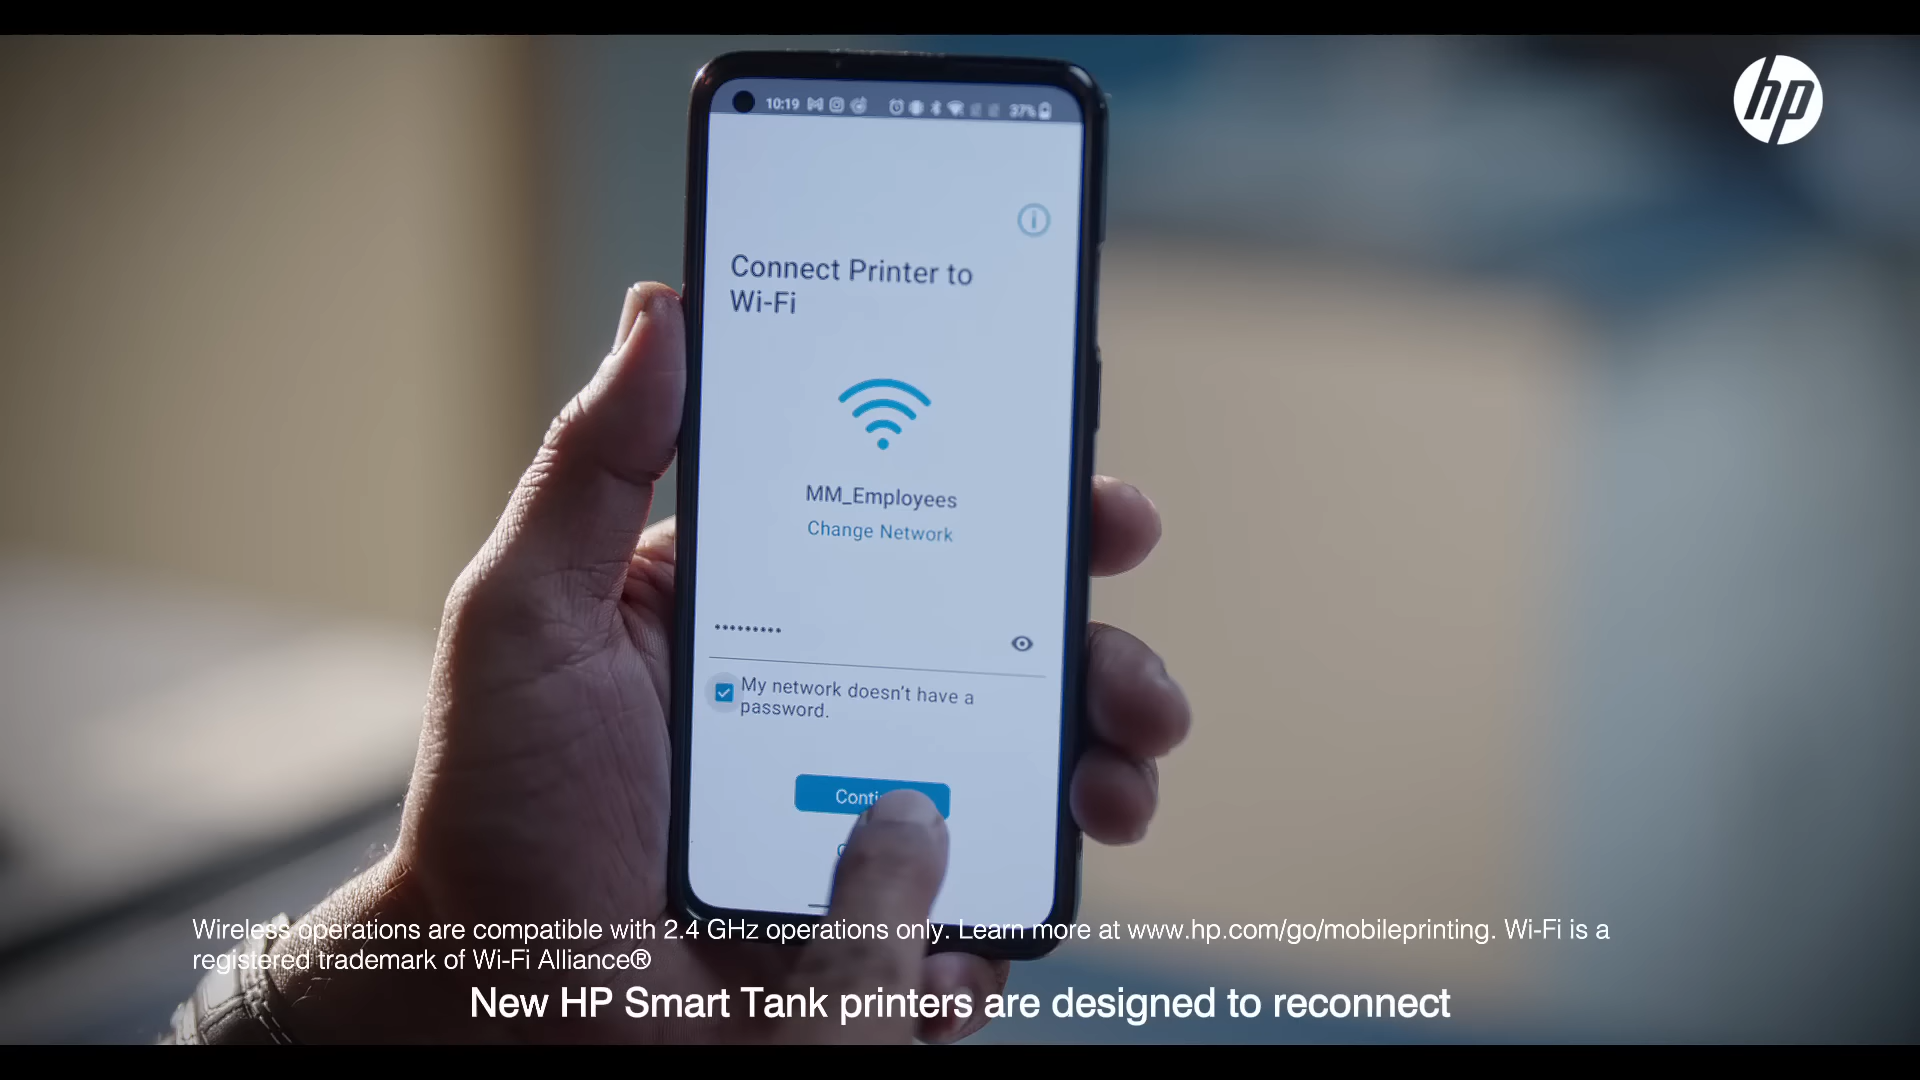 hp
10:19 37%
Connect Printer to
Wi-Fi
MM_Employees
Change Network
•••••••••
My network doesn't have a
password.
Wireless operations are compatible with 2.4 GHz operations only. Learn more at www.hp.com/go/mobileprinting. Wi-Fi is a
registered trademark of Wi-Fi Alliance®
New HP Smart Tank printers are designed to reconnect